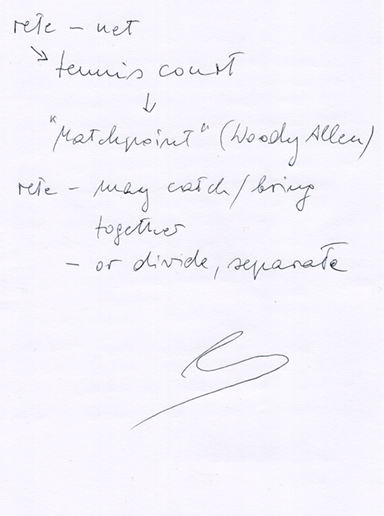 rete – net
↘ tennis court
↓
"Matchpoint" (Woody Allen)
rete – may catch/bring
together
– or divide, separate